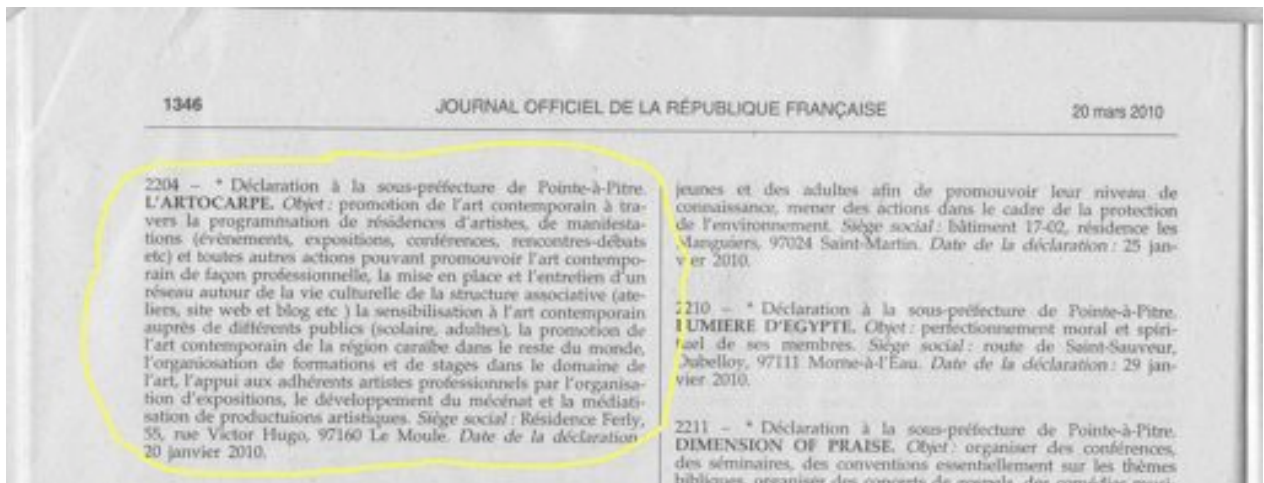 1346
JOURNAL OFFICIEL DE LA RÉPUBLIQUE FRANÇAISE
20 mars 2010
2204 – * Déclaration à la sous-préfecture de Pointe-à-Pitre.
L'ARTOCARPE. Objet : promotion de l'art contemporain à tra-
vers la programmation de résidences d'artistes, de manifesta-
tions (évènements, expositions, conférences, rencontres-débats
etc) et toutes autres actions pouvant promouvoir l'art contempo-
rain de façon professionnelle, la mise en place et l'entretien d'un
réseau autour de la vie culturelle de la structure associative (ate-
liers, site web et blog etc ) la sensibilisation à l'art contemporain
auprès de différents publics (scolaire, adultes), la promotion de
l'art contemporain de la région caraïbe dans le reste du monde,
l'organiosation de formations et de stages dans le domaine de
l'art, l'appui aux adhérents artistes professionnels par l'organisa-
tion d'expositions, le développement du mécénat et la médiati-
sation de productuions artistiques. Siège social : Résidence Ferly,
55, rue Victor Hugo, 97160 Le Moule. Date de la déclaration
20 janvier 2010.
jeunes et des adultes afin de promouvoir leur niveau de
connaissance, mener des actions dans le cadre de la protection
de l'environnement. Siège social : bâtiment 17-02, résidence les
Manguiers, 97024 Saint-Martin. Date de la déclaration : 25 jan-
vier 2010.
2210 – * Déclaration à la sous-préfecture de Pointe-à-Pitre.
LUMIERE D'EGYPTE. Objet : perfectionnement moral et spiri-
tuel de ses membres. Siège social : route de Saint-Sauveur,
Dubelloy, 97111 Morne-à-l'Eau. Date de la déclaration : 29 jan-
vier 2010.
2211 – * Déclaration à la sous-préfecture de Pointe-à-Pitre.
DIMENSION OF PRAISE. Objet : organiser des conférences,
des séminaires, des conventions essentiellement sur les thèmes
bibliques, organiser des concerts de gospels, des comédies musi-